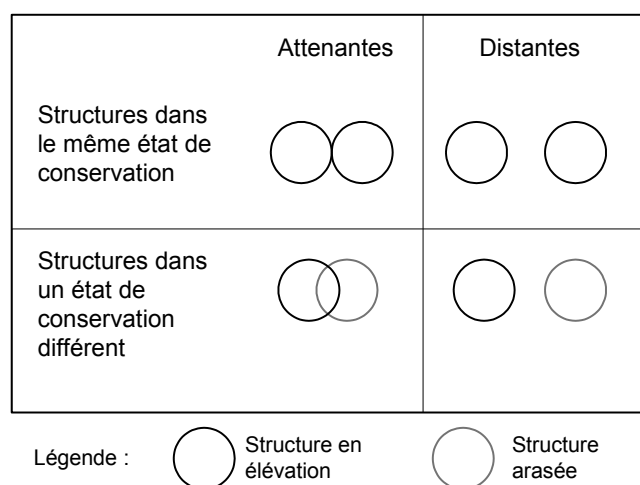 Attenantes
Distantes
Structures dans
le même état de
conservation
Structures dans
un état de
conservation
différent
Légende :
Structure en
élévation
Structure
arasée